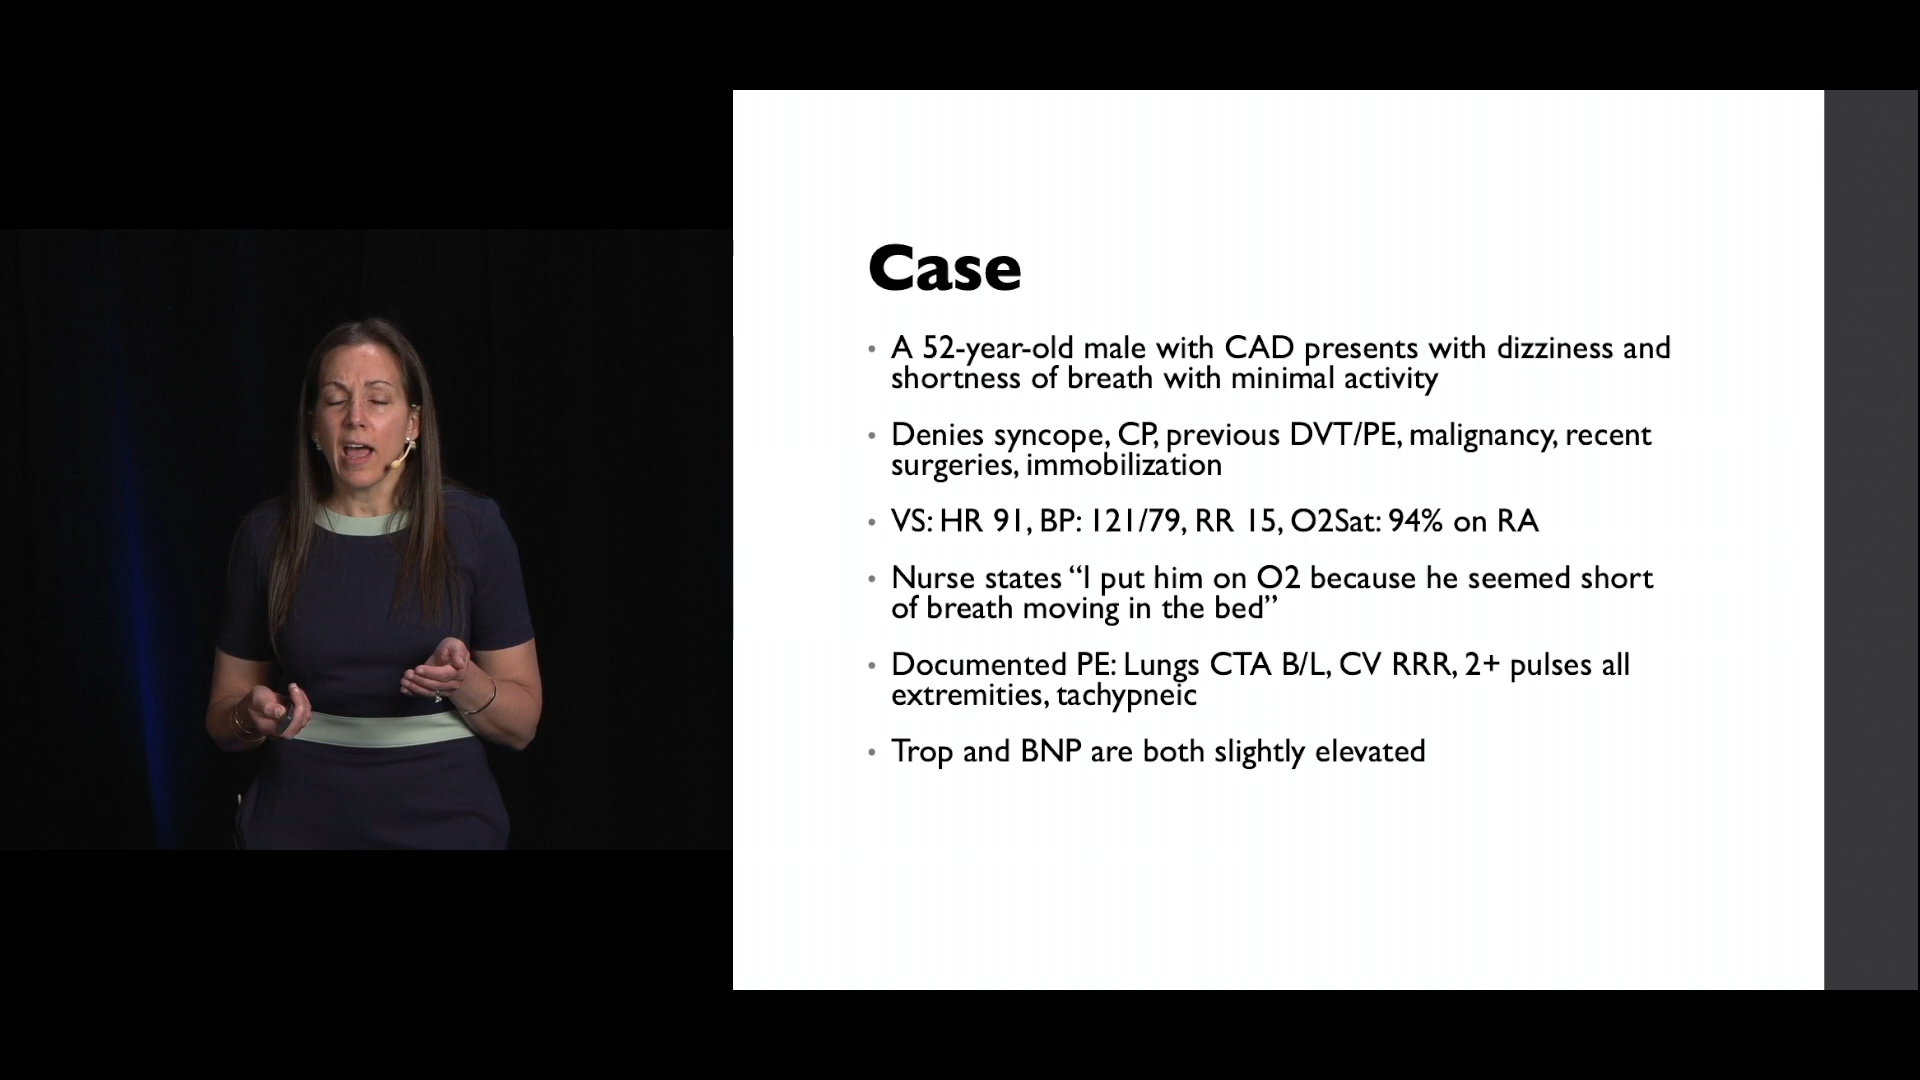 Case
• A 52-year-old male with CAD presents with dizziness and
shortness of breath with minimal activity
• Denies syncope, CP, previous DVT/PE, malignancy, recent
surgeries, immobilization
• VS: HR 91, BP: 121/79, RR 15, O2Sat: 94% on RA
• Nurse states “I put him on O2 because he seemed short
of breath moving in the bed”
• Documented PE: Lungs CTA B/L, CV RRR, 2+ pulses all
extremities, tachypneic
• Trop and BNP are both slightly elevated